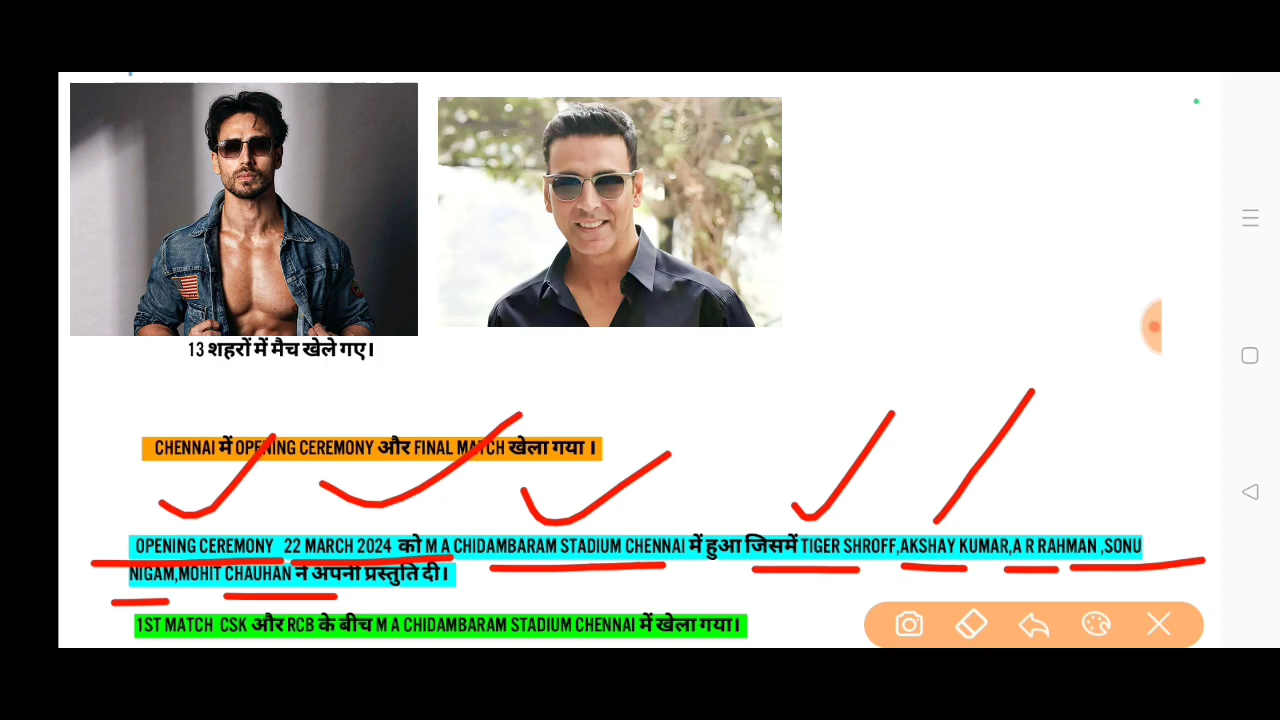 13 शहरों में मैच खेले गए।
CHENNAI में OPENING CEREMONY और FINAL MATCH खेला गया ।
OPENING CEREMONY 22 MARCH 2024 को M A CHIDAMBARAM STADIUM CHENNAI में हुआ जिसमें TIGER SHROFF,AKSHAY KUMAR,A R RAHMAN ,SONU
NIGAM,MOHIT CHAUHAN ने अपनी प्रस्तुति दी।
1ST MATCH CSK और RCB के बीच M A CHIDAMBARAM STADIUM CHENNAI में खेला गया।